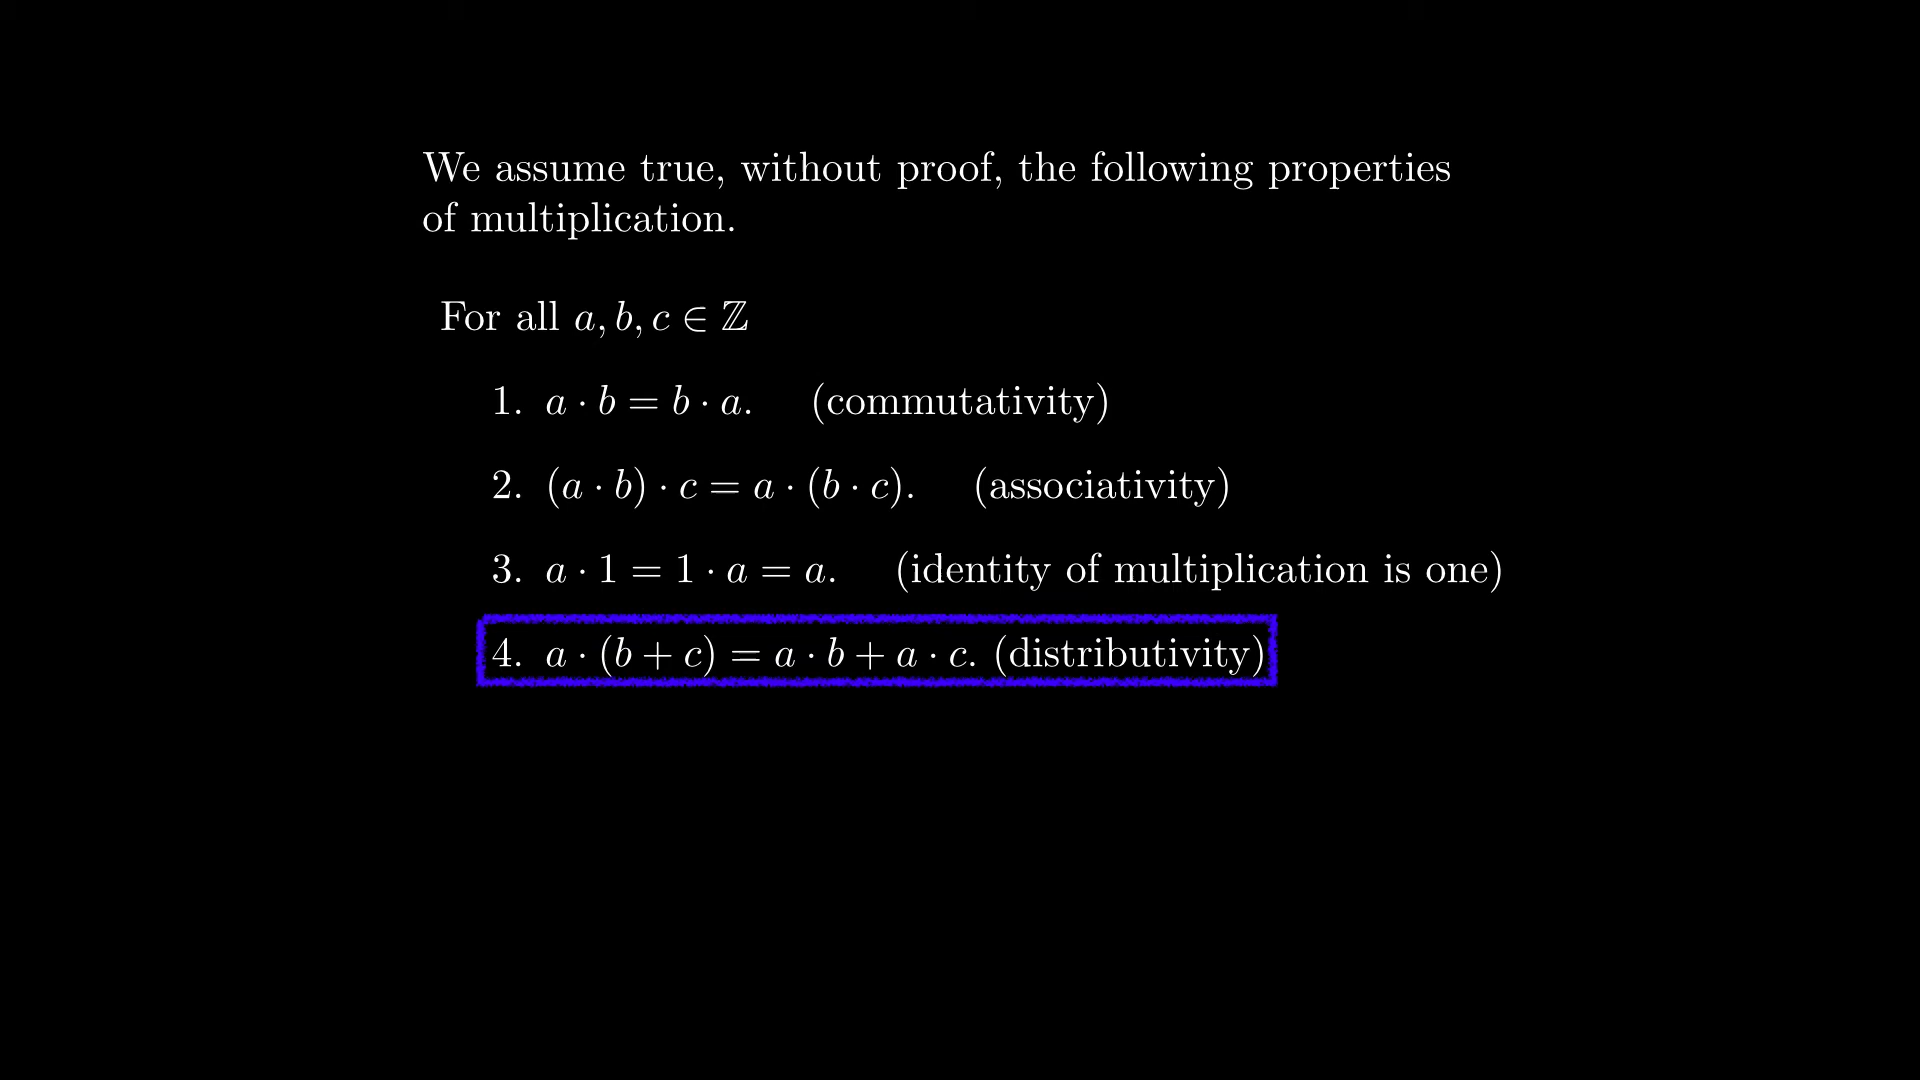 We assume true, without proof, the following properties
of multiplication.
For all a, b, c ∈ ℤ
1. a · b = b · a. (commutativity)
2. (a · b) · c = a · (b · c). (associativity)
3. a · 1 = 1 · a = a. (identity of multiplication is one)
4. a · (b + c) = a · b + a · c. (distributivity)